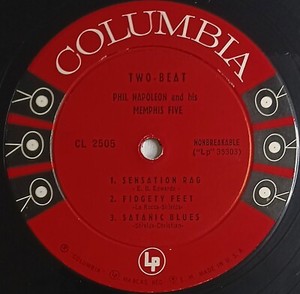 COLUMBIA
TWO-BEAT
PHIL NAPOLEON and his
MEMPHIS FIVE
CL 2505
NONBREAKABLE
1. SENSATION RAG
- E. B. Edwards -
2. FIDGETY FEET
3. SATANIC BLUES
LP